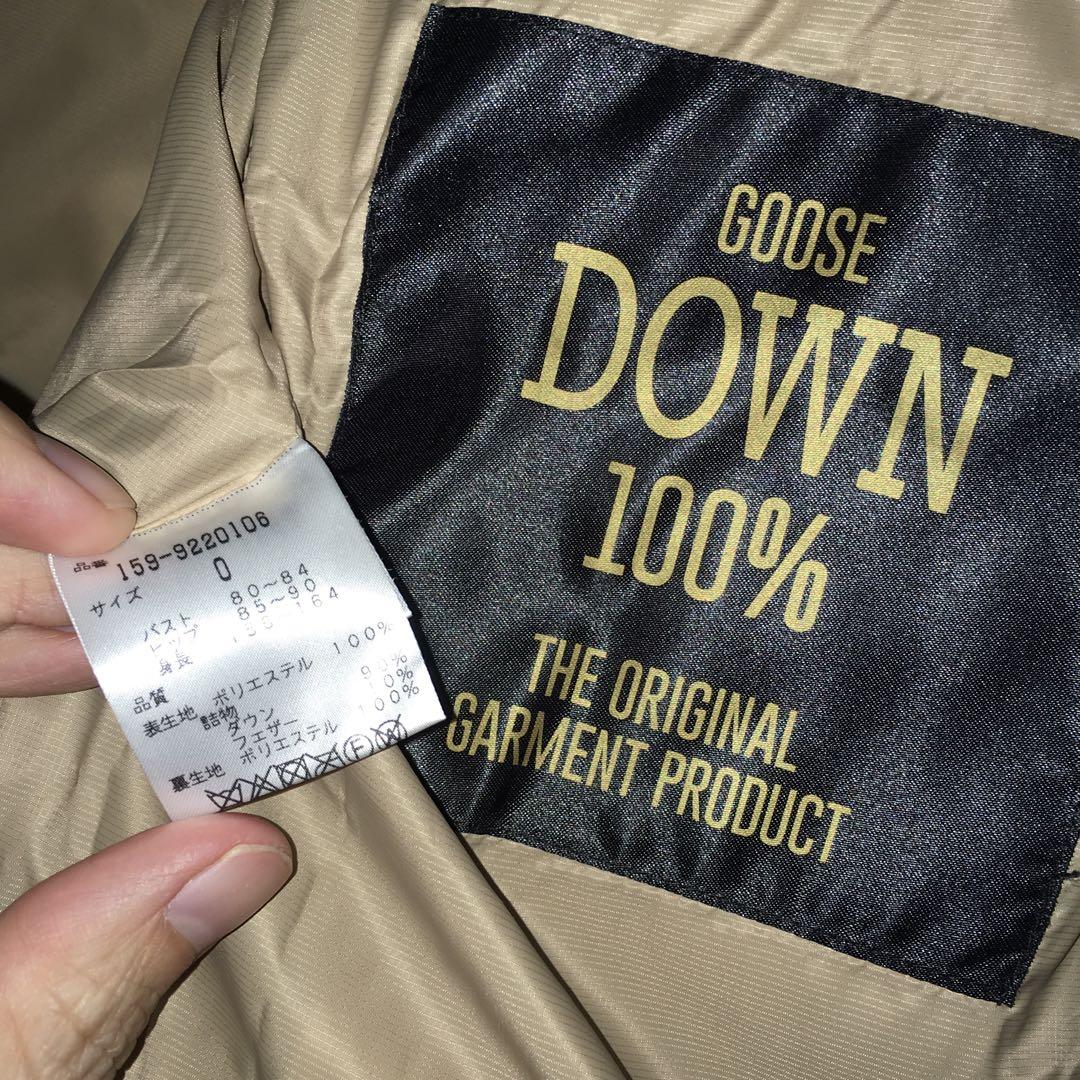 GOOSE
DOWN
100%
THE ORIGINAL
GARMENT PRODUCT
品番 159-9220106
サイズ 0
バスト 80〜84
ヒップ 85〜90
身長 164
品質
表生地 ポリエステル 100%
詰物
ダウン 90%
フェザー 10%
裏生地 ポリエステル 100%
F W